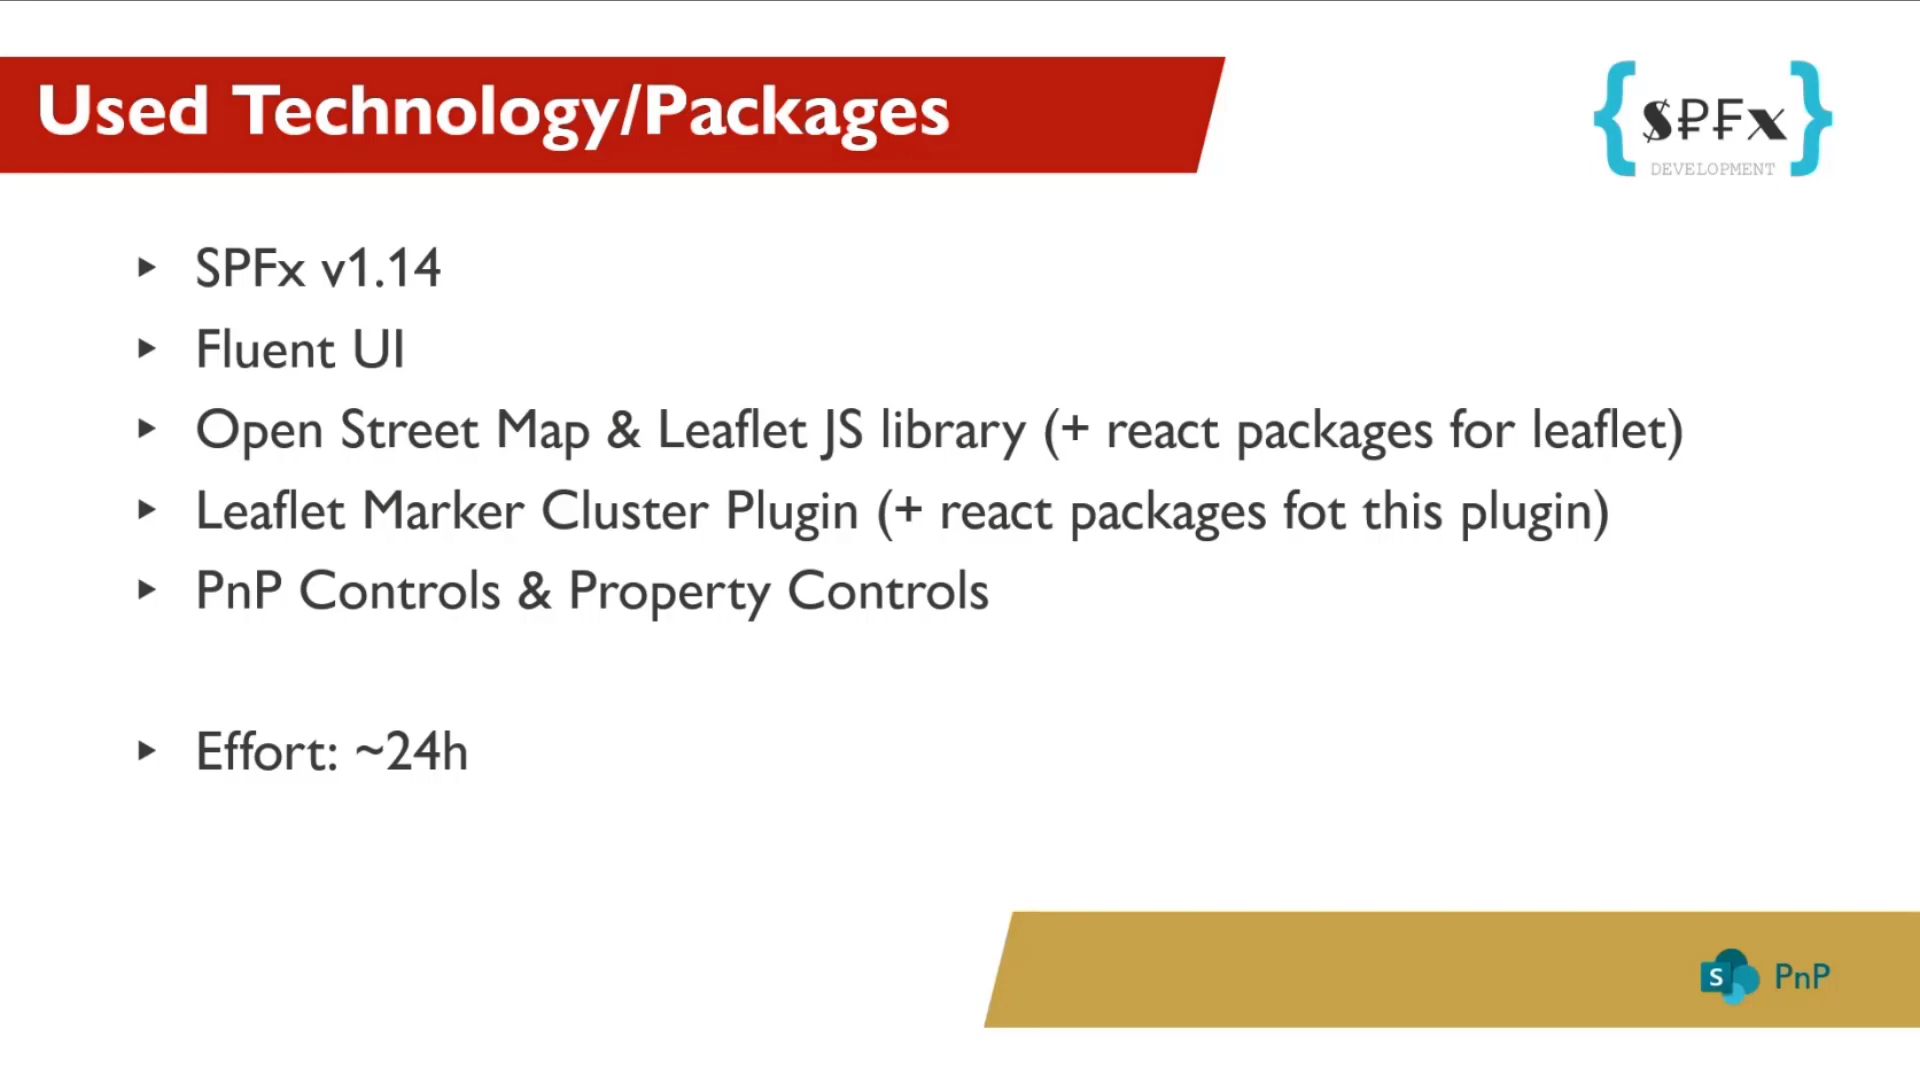 Used Technology/Packages
{SPFx}
DEVELOPMENT
SPFx v1.14
Fluent UI
Open Street Map & Leaflet JS library (+ react packages for leaflet)
Leaflet Marker Cluster Plugin (+ react packages fot this plugin)
PnP Controls & Property Controls
Effort: ~24h
S PnP